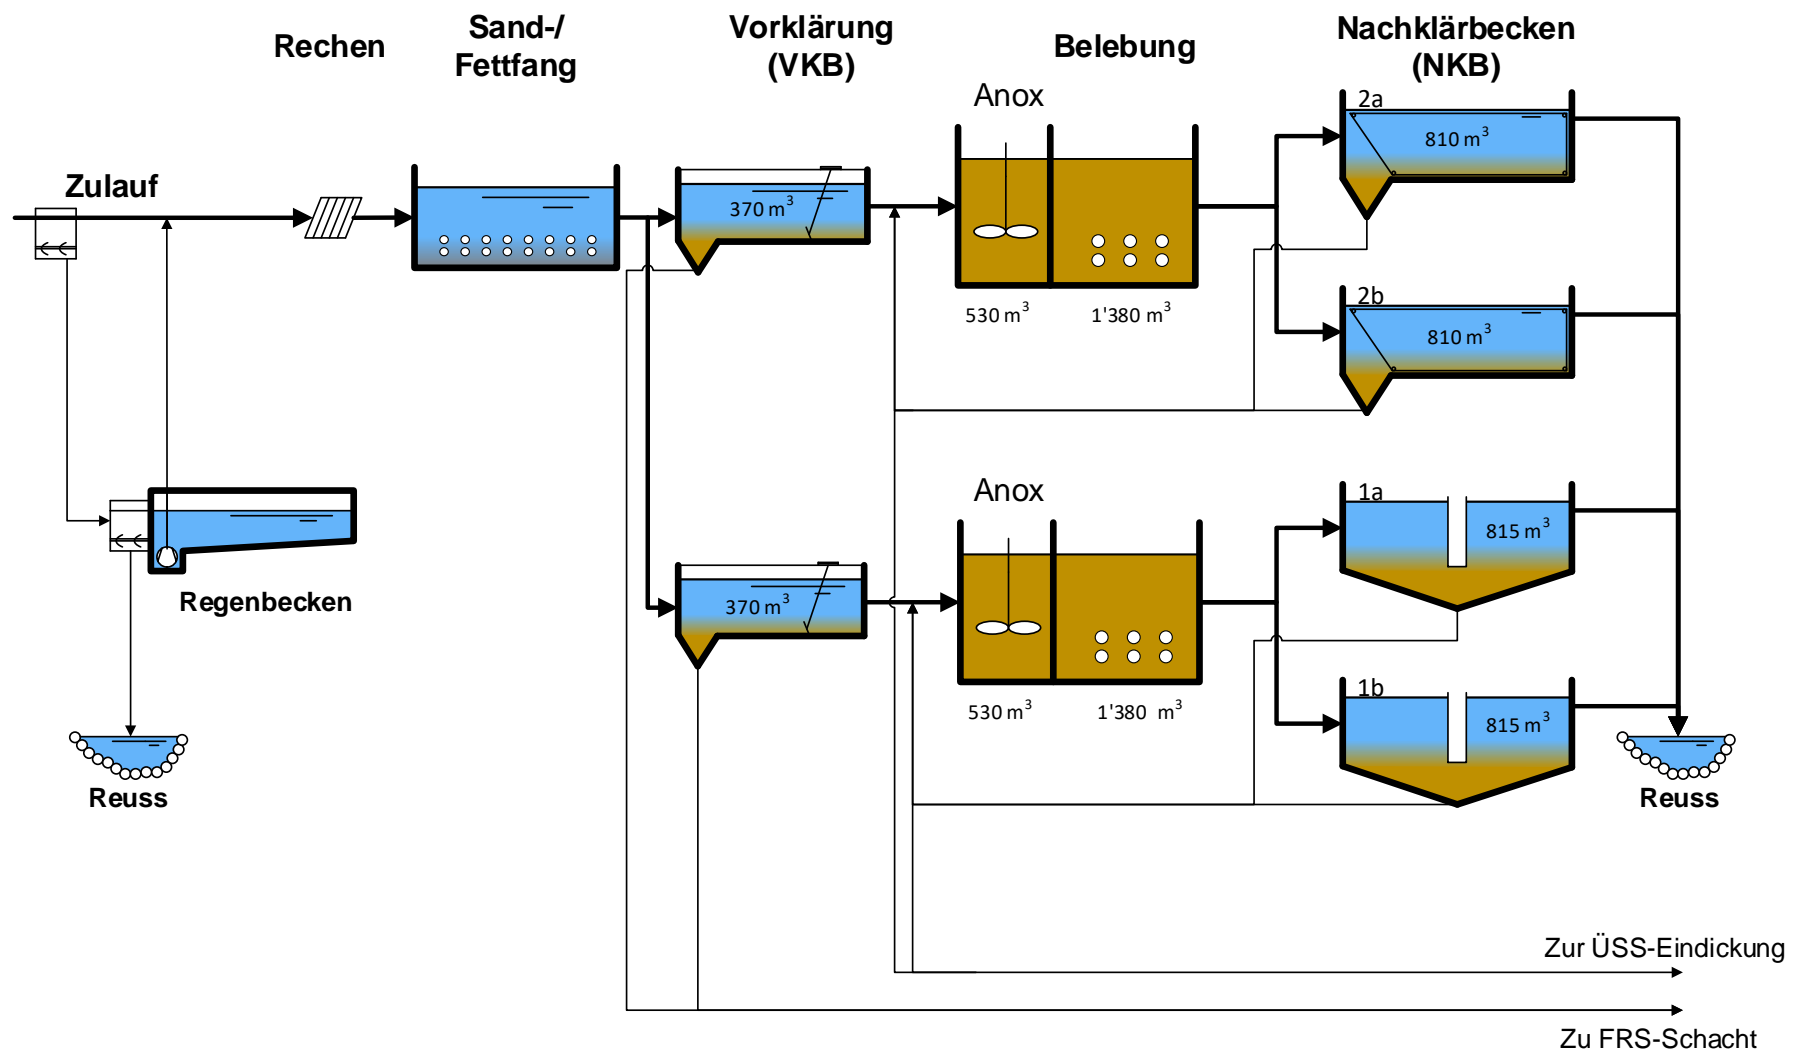 Rechen
Sand-/
Fettfang
Vorklärung
(VKB)
Belebung
Nachklärbecken
(NKB)
Anox
Zulauf
370 m³
530 m³
1'380 m³
2a
810 m³
2b
810 m³
Anox
370 m³
530 m³
1'380 m³
1a
815 m³
1b
815 m³
Regenbecken
Reuss
Reuss
Zur ÜSS-Eindickung
Zu FRS-Schacht